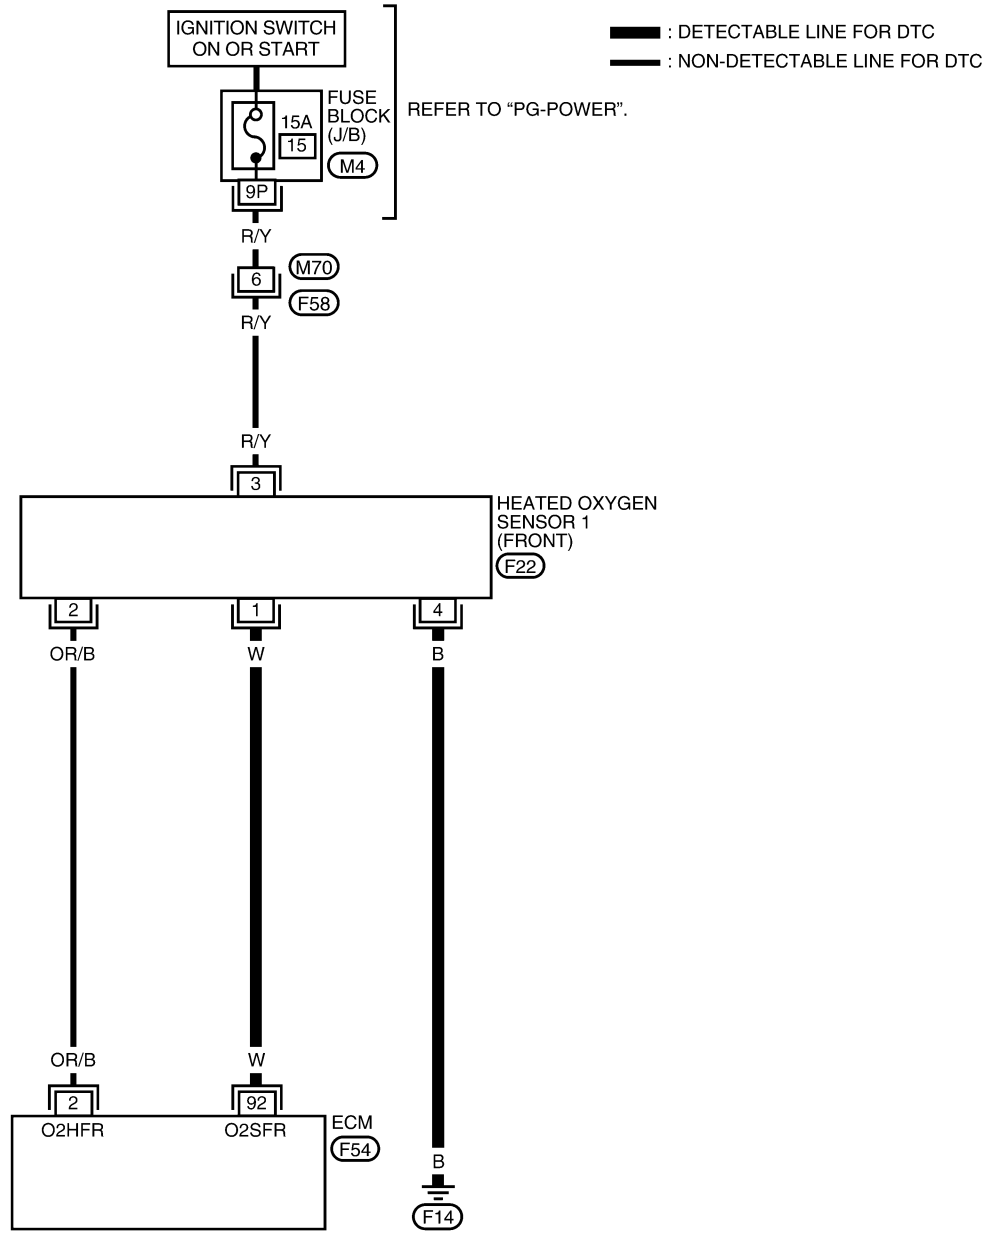 IGNITION SWITCH
ON OR START
: DETECTABLE LINE FOR DTC
: NON-DETECTABLE LINE FOR DTC
FUSE
BLOCK
(J/B)
15A
15
M4
REFER TO “PG-POWER”.
9P
R/Y
6
M70
F58
R/Y
R/Y
3
HEATED OXYGEN
SENSOR 1
(FRONT)
F22
2
1
4
OR/B
W
B
OR/B
W
2
92
O2HFR
O2SFR
ECM
F54
B
F14